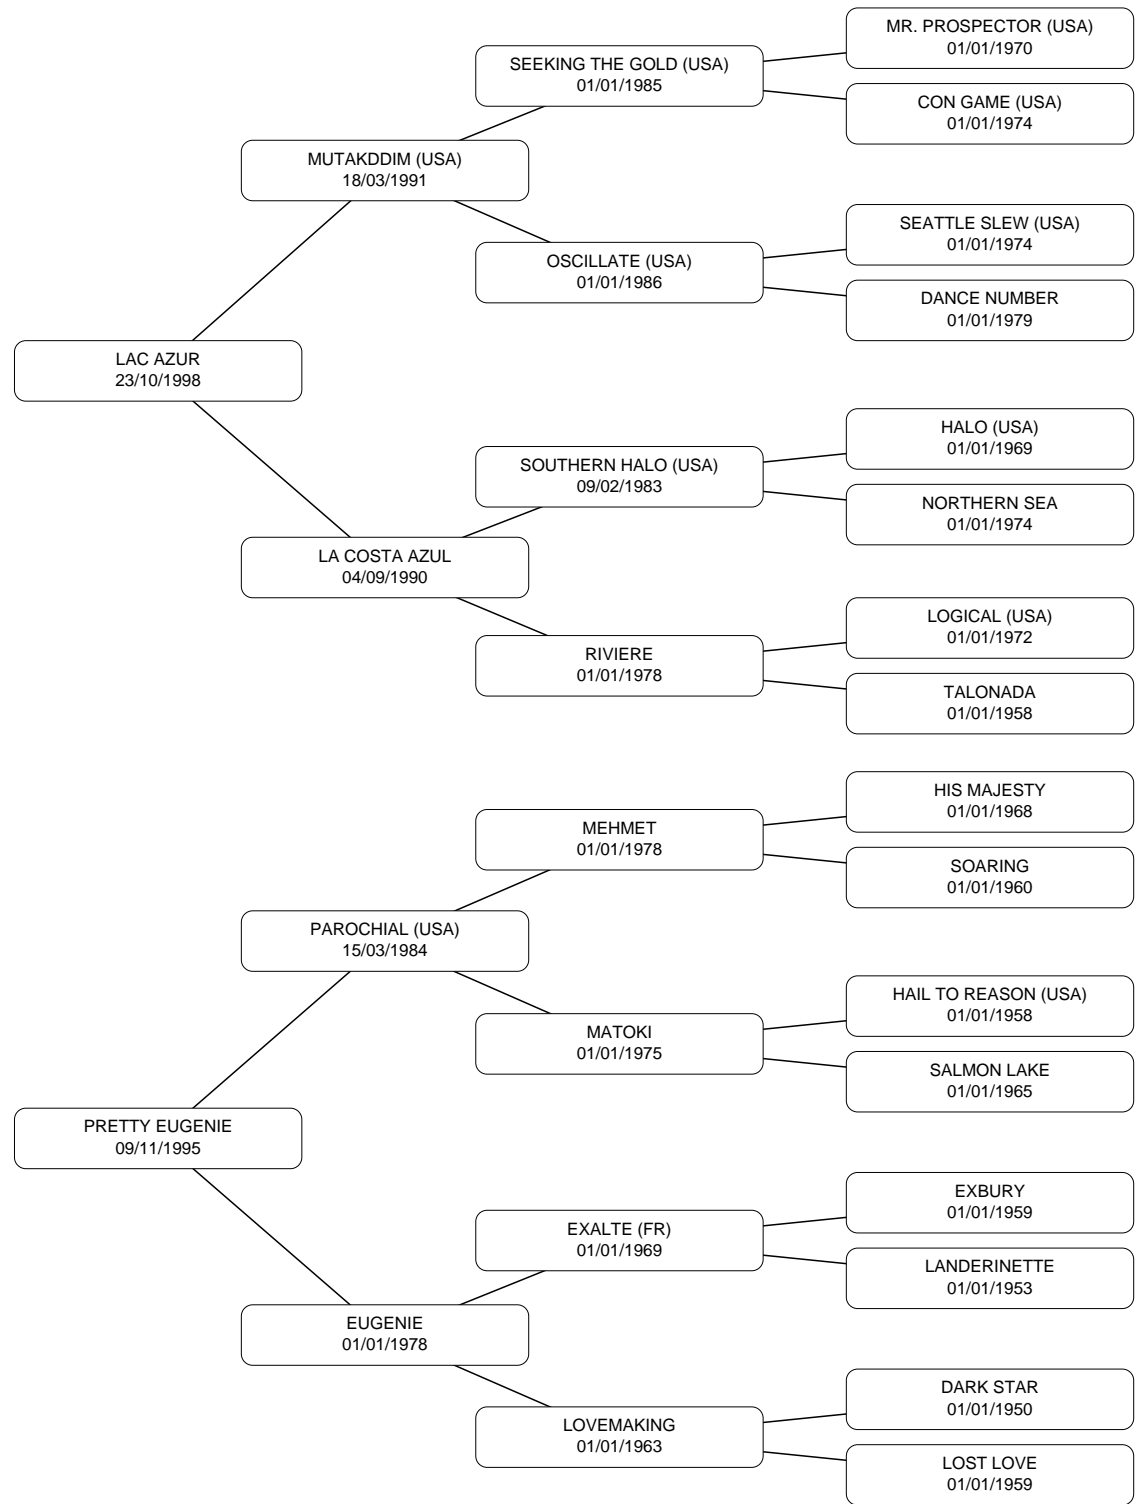 MR. PROSPECTOR (USA)
01/01/1970
SEEKING THE GOLD (USA)
01/01/1985
CON GAME (USA)
01/01/1974
MUTAKDDIM (USA)
18/03/1991
SEATTLE SLEW (USA)
01/01/1974
OSCILLATE (USA)
01/01/1986
DANCE NUMBER
01/01/1979
LAC AZUR
23/10/1998
HALO (USA)
01/01/1969
SOUTHERN HALO (USA)
09/02/1983
NORTHERN SEA
01/01/1974
LA COSTA AZUL
04/09/1990
LOGICAL (USA)
01/01/1972
RIVIERE
01/01/1978
TALONADA
01/01/1958
HIS MAJESTY
01/01/1968
MEHMET
01/01/1978
SOARING
01/01/1960
PAROCHIAL (USA)
15/03/1984
HAIL TO REASON (USA)
01/01/1958
MATOKI
01/01/1975
SALMON LAKE
01/01/1965
PRETTY EUGENIE
09/11/1995
EXBURY
01/01/1959
EXALTE (FR)
01/01/1969
LANDERINETTE
01/01/1953
EUGENIE
01/01/1978
DARK STAR
01/01/1950
LOVEMAKING
01/01/1963
LOST LOVE
01/01/1959